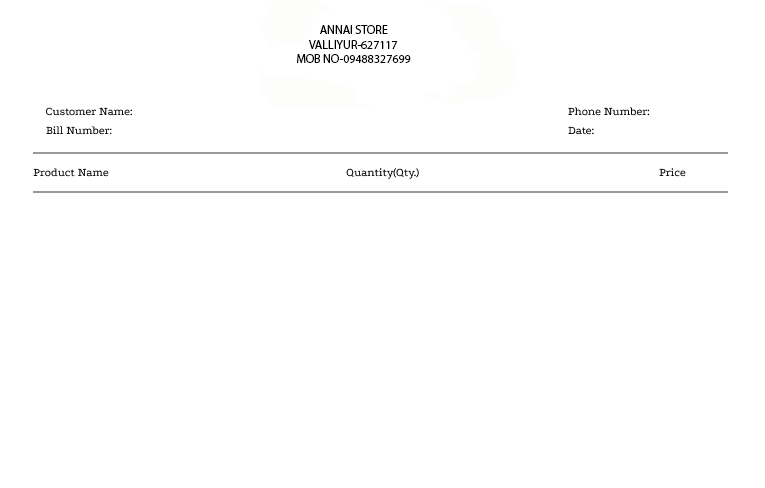 ANNAI STORE
VALLIYUR-627117
MOB NO-09488327699
Customer Name: Phone Number:
Bill Number: Date:
Product Name Quantity(Qty.) Price